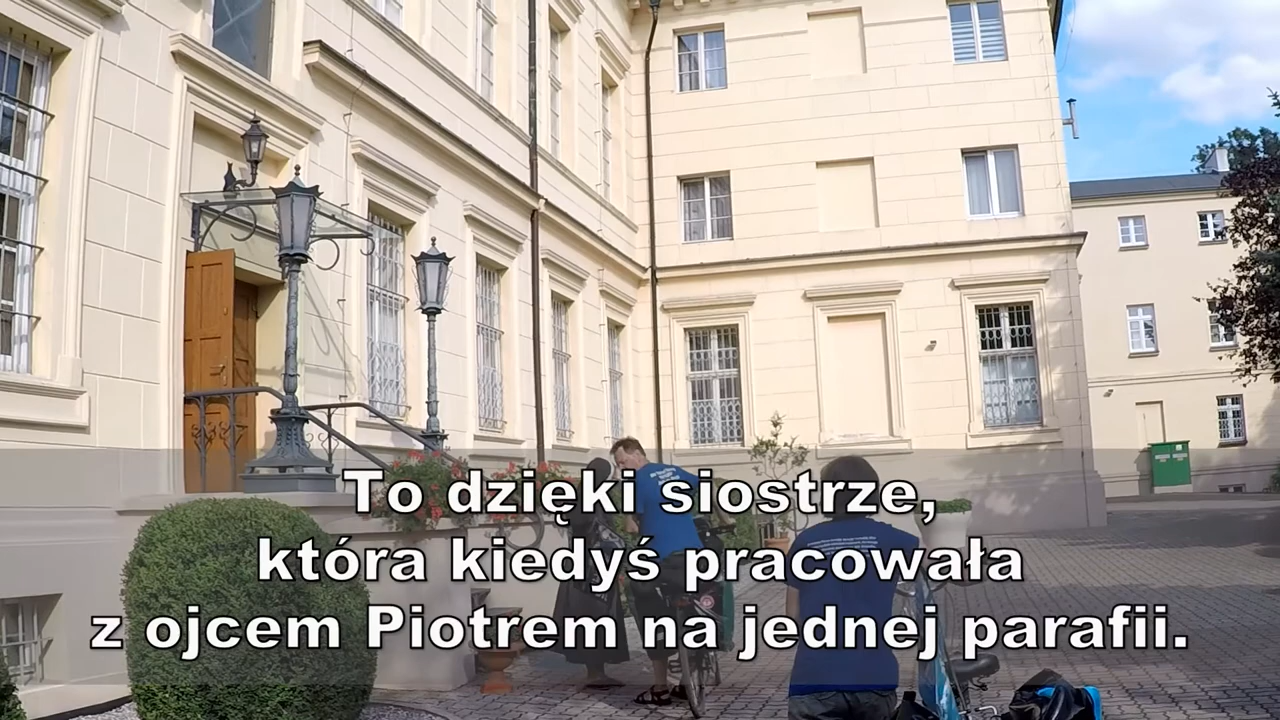 To dzięki siostrze,
która kiedyś pracowała
z ojcem Piotrem na jednej parafii.